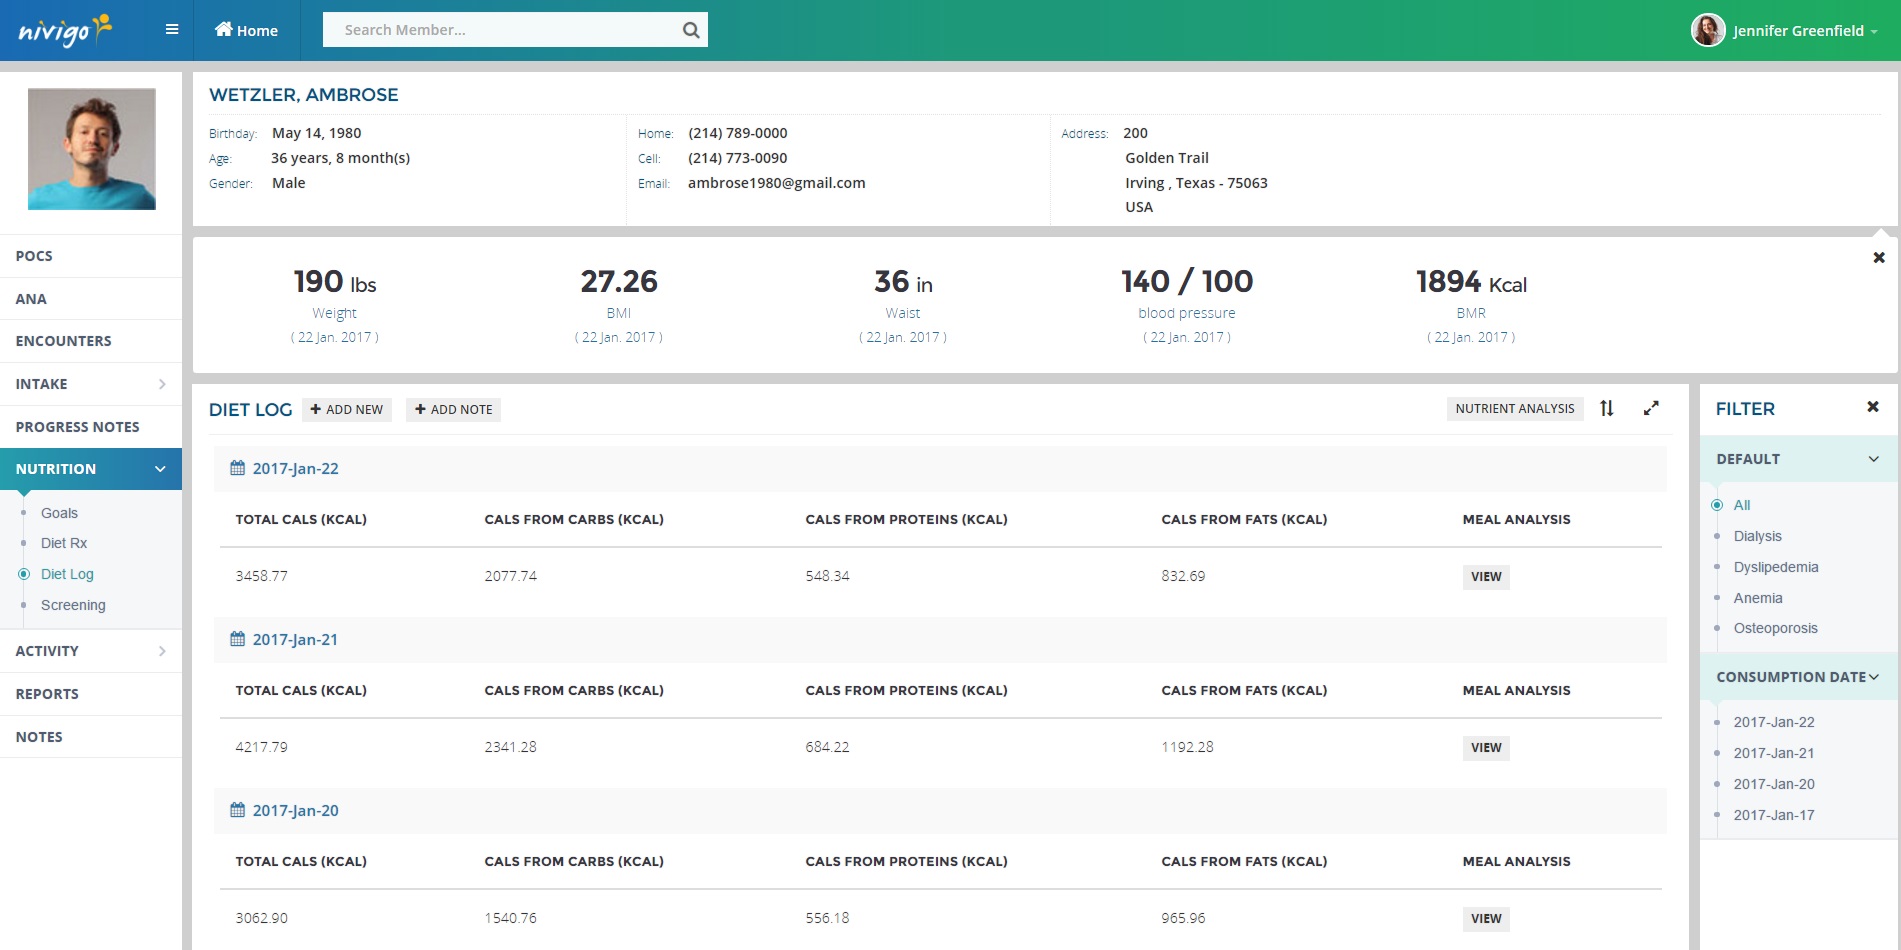 nivigo
Home
Search Member...
Jennifer Greenfield
WETZLER, AMBROSE
Birthday: May 14, 1980
Age: 36 years, 8 month(s)
Gender: Male
Home: (214) 789-0000
Cell: (214) 773-0090
Email: ambrose1980@gmail.com
Address: 200
Golden Trail
Irving , Texas - 75063
USA
190 lbs
Weight
( 22 Jan. 2017 )
27.26
BMI
( 22 Jan. 2017 )
36 in
Waist
( 22 Jan. 2017 )
140 / 100
blood pressure
( 22 Jan. 2017 )
1894 Kcal
BMR
( 22 Jan. 2017 )
POCS
ANA
ENCOUNTERS
INTAKE
PROGRESS NOTES
NUTRITION
Goals
Diet Rx
Diet Log
Screening
ACTIVITY
REPORTS
NOTES
DIET LOG
ADD NEW
ADD NOTE
NUTRIENT ANALYSIS
2017-Jan-22
TOTAL CALS (KCAL) CALS FROM CARBS (KCAL) CALS FROM PROTEINS (KCAL) CALS FROM FATS (KCAL) MEAL ANALYSIS
3458.77 2077.74 548.34 832.69 VIEW
2017-Jan-21
TOTAL CALS (KCAL) CALS FROM CARBS (KCAL) CALS FROM PROTEINS (KCAL) CALS FROM FATS (KCAL) MEAL ANALYSIS
4217.79 2341.28 684.22 1192.28 VIEW
2017-Jan-20
TOTAL CALS (KCAL) CALS FROM CARBS (KCAL) CALS FROM PROTEINS (KCAL) CALS FROM FATS (KCAL) MEAL ANALYSIS
3062.90 1540.76 556.18 965.96 VIEW
FILTER
DEFAULT
All
Dialysis
Dyslipedemia
Anemia
Osteoporosis
CONSUMPTION DATE
2017-Jan-22
2017-Jan-21
2017-Jan-20
2017-Jan-17